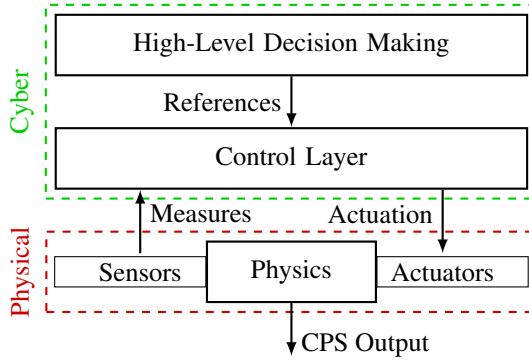 High-Level Decision Making
References
Cyber
Control Layer
Measures
Actuation
Physical
Sensors
Physics
Actuators
CPS Output